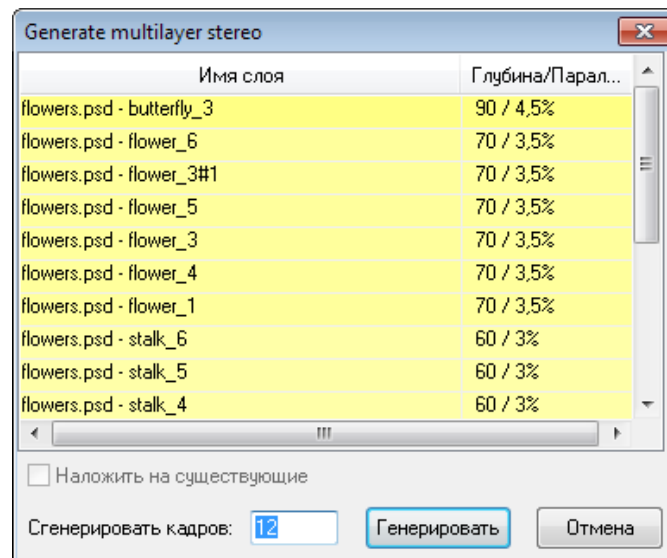 Generate multilayer stereo
Имя слоя Глубина/Парал...
flowers.psd - butterfly_3 90 / 4,5%
flowers.psd - flower_6 70 / 3,5%
flowers.psd - flower_3#1 70 / 3,5%
flowers.psd - flower_5 70 / 3,5%
flowers.psd - flower_3 70 / 3,5%
flowers.psd - flower_4 70 / 3,5%
flowers.psd - flower_1 70 / 3,5%
flowers.psd - stalk_6 60 / 3%
flowers.psd - stalk_5 60 / 3%
flowers.psd - stalk_4 60 / 3%
Наложить на существующие
Сгенерировать кадров: 12 Генерировать Отмена